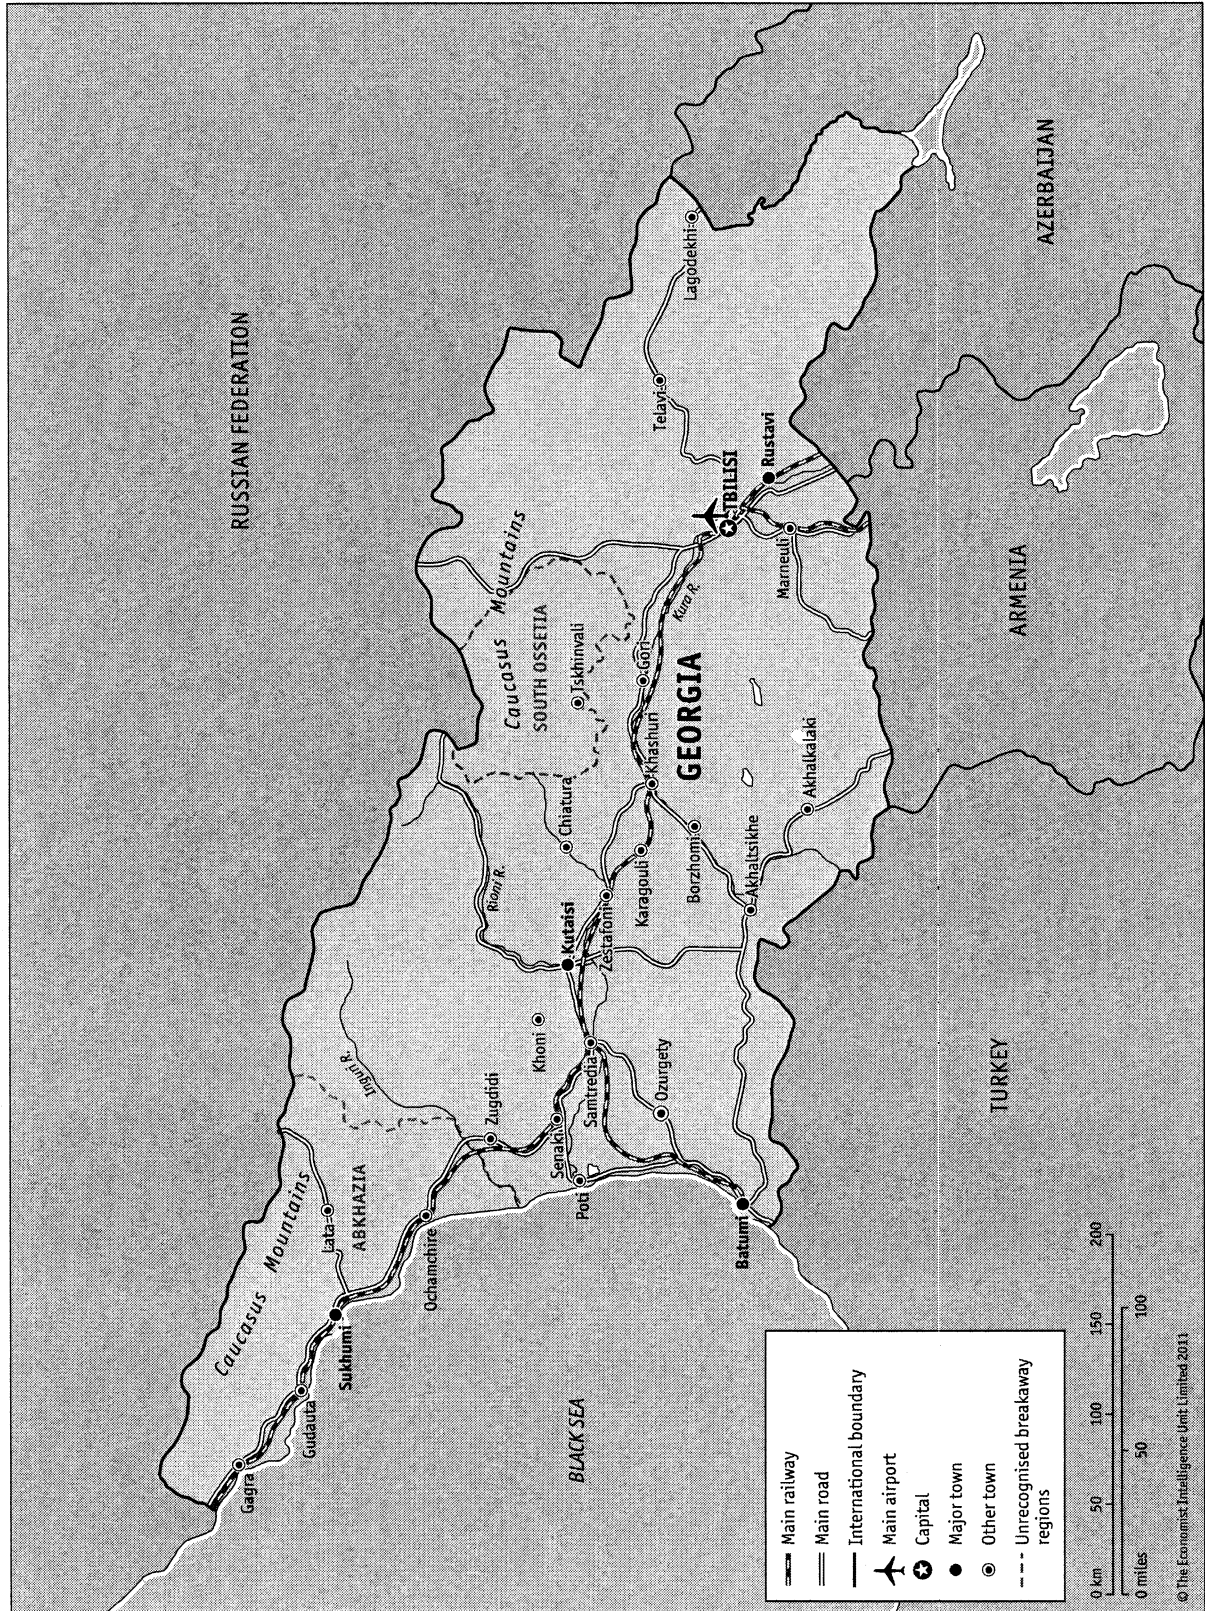 RUSSIAN FEDERATION
Caucasus Mountains
Gagra
Gudauta
Sukhumi
Lata
ABKHAZIA
Ochamchire
Inguri R.
Zugdidi
Rioni R.
Caucasus Mountains
SOUTH OSSETIA
Tskhinvali
Khoni
Kutaisi
Chiatura
Senaki
Poti
Samtredia
Zestafoni
Karagouli
Khashuri
Gori
Kura R.
Telavi
Lagodekhi
Ozurgety
Borzhomi
GEORGIA
TBILISI
Rustavi
Batumi
Akhaltsikhe
Akhalkalaki
Marneuli
BLACK SEA
TURKEY
ARMENIA
AZERBAIJAN
Main railway
Main road
International boundary
Main airport
Capital
Major town
Other town
Unrecognised breakaway
regions
0 km 50 100 150 200
0 miles 50 100
© The Economist Intelligence Unit Limited 2011